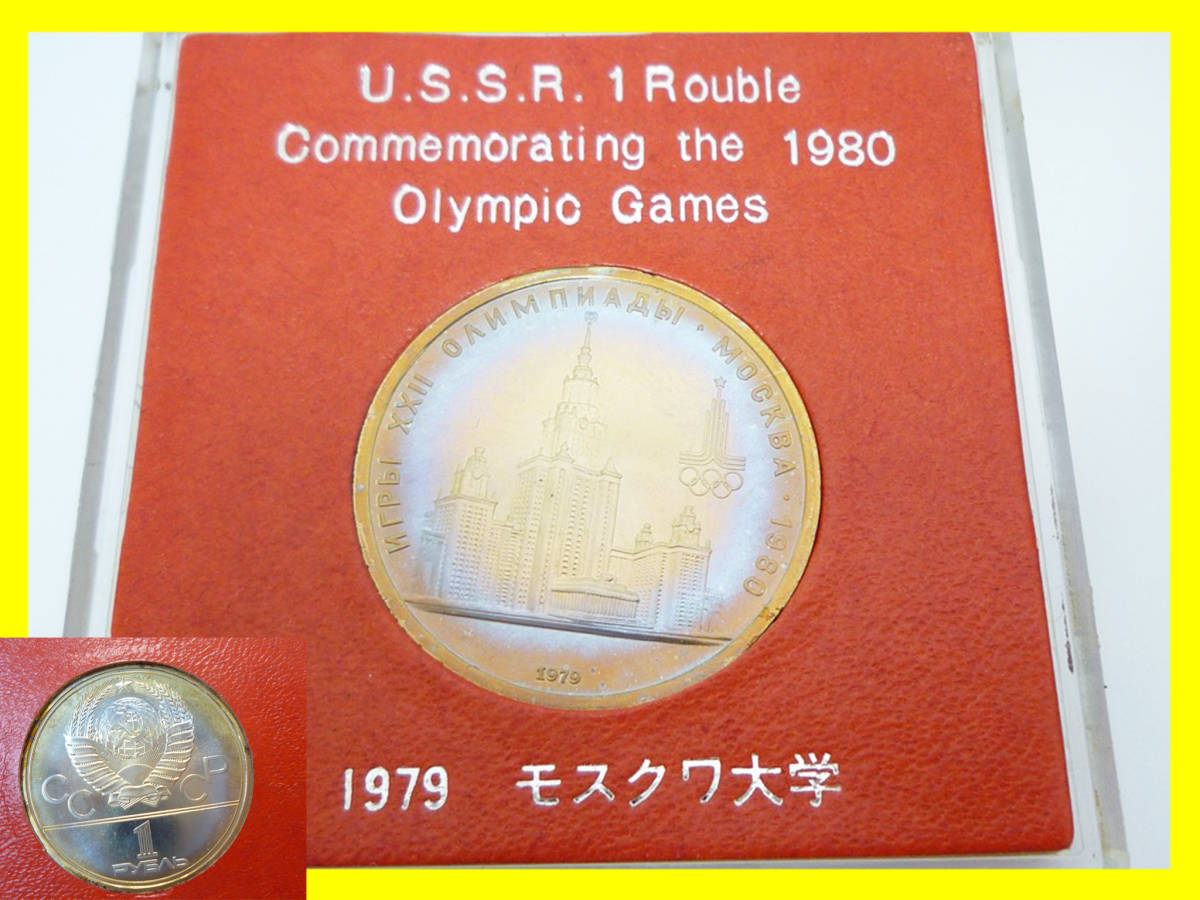 U.S.S.R. 1 Rouble
Commemorating the 1980
Olympic Games
ИГРЫ XXII ОЛИМПИАДЫ · МОСКВА · 1980
1979
1979 モスクワ大学
СССР
1
РУБЛЬ